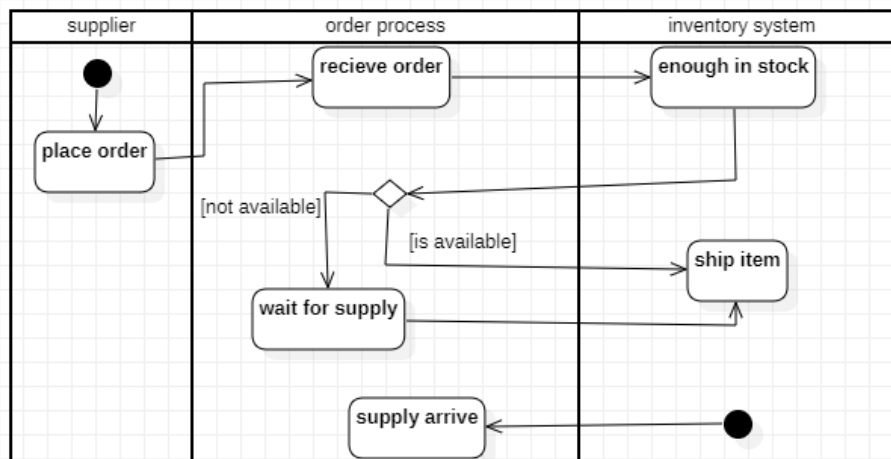 supplier
order process
inventory system
recieve order
enough in stock
place order
[not available]
[is available]
ship item
wait for supply
supply arrive